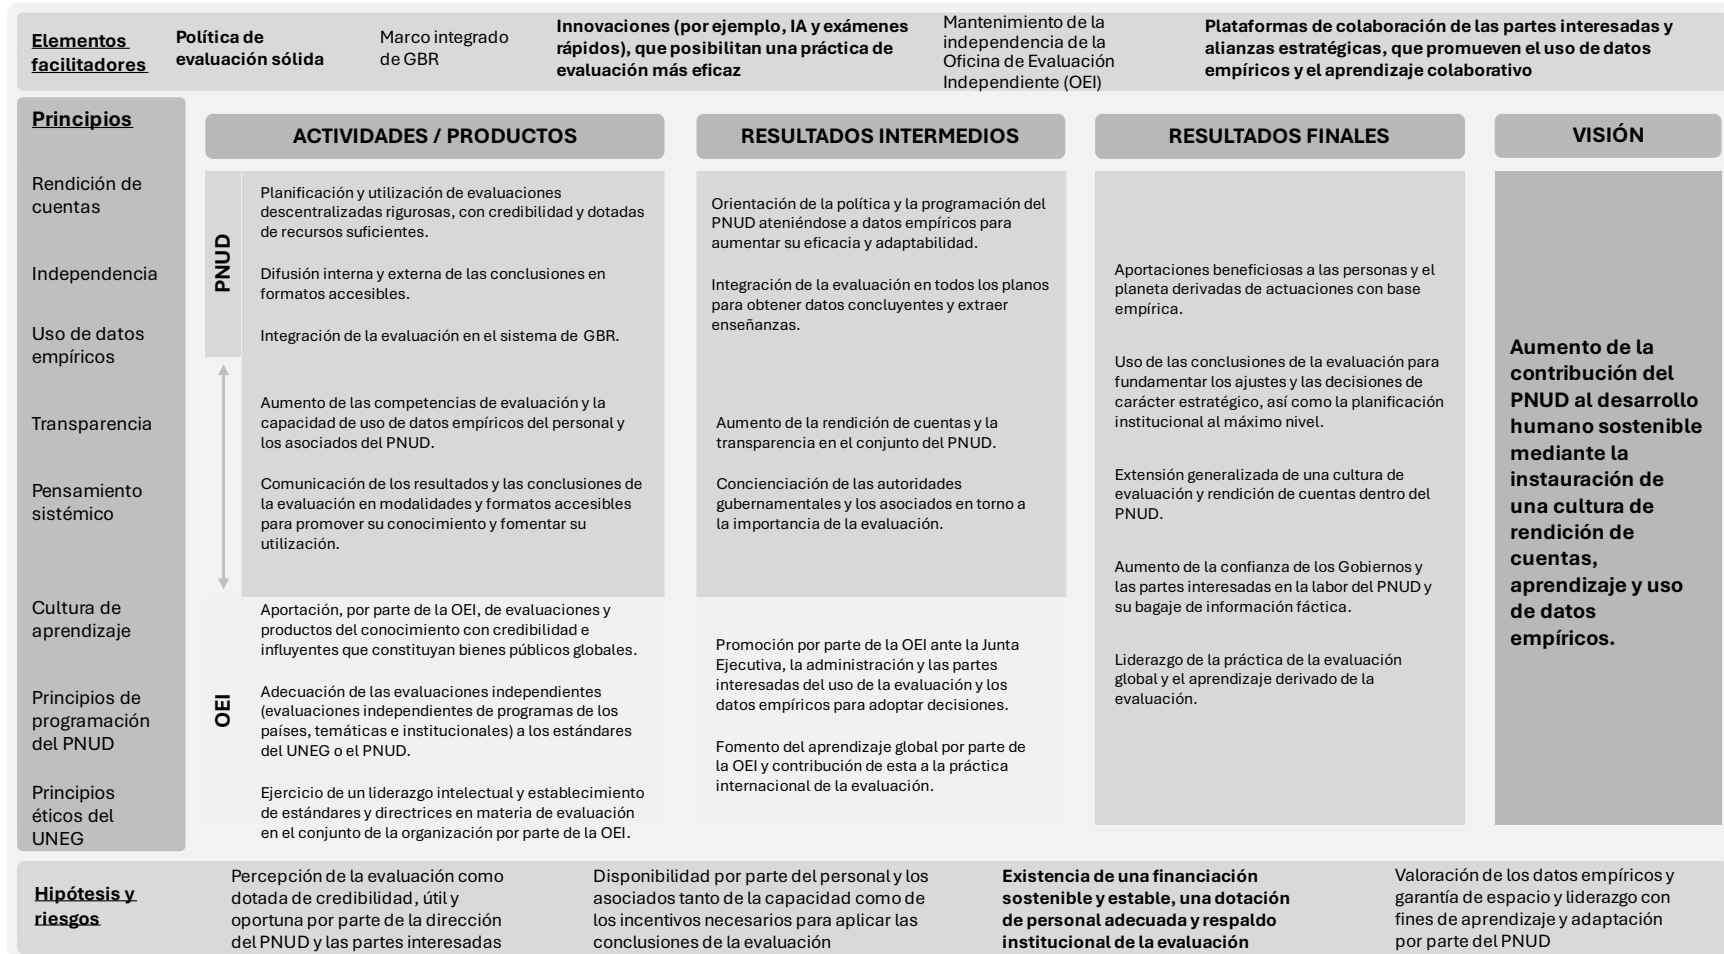 Elementos
facilitadores
Política de
evaluación sólida
Marco integrado
de GBR
Innovaciones (por ejemplo, IA y exámenes
rápidos), que posibilitan una práctica de
evaluación más eficaz
Mantenimiento de la
independencia de la
Oficina de Evaluación
Independiente (OEI)
Plataformas de colaboración de las partes interesadas y
alianzas estratégicas, que promueven el uso de datos
empíricos y el aprendizaje colaborativo
Principios
Rendición de
cuentas
Independencia
Uso de datos
empíricos
Transparencia
Pensamiento
sistémico
Cultura de
aprendizaje
Principios de
programación
del PNUD
Principios
éticos del
UNEG
ACTIVIDADES / PRODUCTOS
PNUD
Planificación y utilización de evaluaciones
descentralizadas rigurosas, con credibilidad y dotadas
de recursos suficientes.
Difusión interna y externa de las conclusiones en
formatos accesibles.
Integración de la evaluación en el sistema de GBR.
Aumento de las competencias de evaluación y la
capacidad de uso de datos empíricos del personal y
los asociados del PNUD.
Comunicación de los resultados y las conclusiones de
la evaluación en modalidades y formatos accesibles
para promover su conocimiento y fomentar su
utilización.
OEI
Aportación, por parte de la OEI, de evaluaciones y
productos del conocimiento con credibilidad e
influyentes que constituyan bienes públicos globales.
Adecuación de las evaluaciones independientes
(evaluaciones independientes de programas de los
países, temáticas e institucionales) a los estándares
del UNEG o el PNUD.
Ejercicio de un liderazgo intelectual y establecimiento
de estándares y directrices en materia de evaluación
en el conjunto de la organización por parte de la OEI.
RESULTADOS INTERMEDIOS
Orientación de la política y la programación del
PNUD ateniéndose a datos empíricos para
aumentar su eficacia y adaptabilidad.
Integración de la evaluación en todos los planos
para obtener datos concluyentes y extraer
enseñanzas.
Aumento de la rendición de cuentas y la
transparencia en el conjunto del PNUD.
Concienciación de las autoridades
gubernamentales y los asociados en torno a
la importancia de la evaluación.
Promoción por parte de la OEI ante la Junta
Ejecutiva, la administración y las partes
interesadas del uso de la evaluación y los
datos empíricos para adoptar decisiones.
Fomento del aprendizaje global por parte de
la OEI y contribución de esta a la práctica
internacional de la evaluación.
RESULTADOS FINALES
Aportaciones beneficiosas a las personas y el
planeta derivadas de actuaciones con base
empírica.
Uso de las conclusiones de la evaluación para
fundamentar los ajustes y las decisiones de
carácter estratégico, así como la planificación
institucional al máximo nivel.
Extensión generalizada de una cultura de
evaluación y rendición de cuentas dentro del
PNUD.
Aumento de la confianza de los Gobiernos y
las partes interesadas en la labor del PNUD y
su bagaje de información fáctica.
Liderazgo de la práctica de la evaluación
global y el aprendizaje derivado de la
evaluación.
VISIÓN
Aumento de la
contribución del
PNUD al desarrollo
humano sostenible
mediante la
instauración de
una cultura de
rendición de
cuentas,
aprendizaje y uso
de datos
empíricos.
Hipótesis y
riesgos
Percepción de la evaluación como
dotada de credibilidad, útil y
oportuna por parte de la dirección
del PNUD y las partes interesadas
Disponibilidad por parte del personal y los
asociados tanto de la capacidad como de
los incentivos necesarios para aplicar las
conclusiones de la evaluación
Existencia de una financiación
sostenible y estable, una dotación
de personal adecuada y respaldo
institucional de la evaluación
Valoración de los datos empíricos y
garantía de espacio y liderazgo con
fines de aprendizaje y adaptación
por parte del PNUD